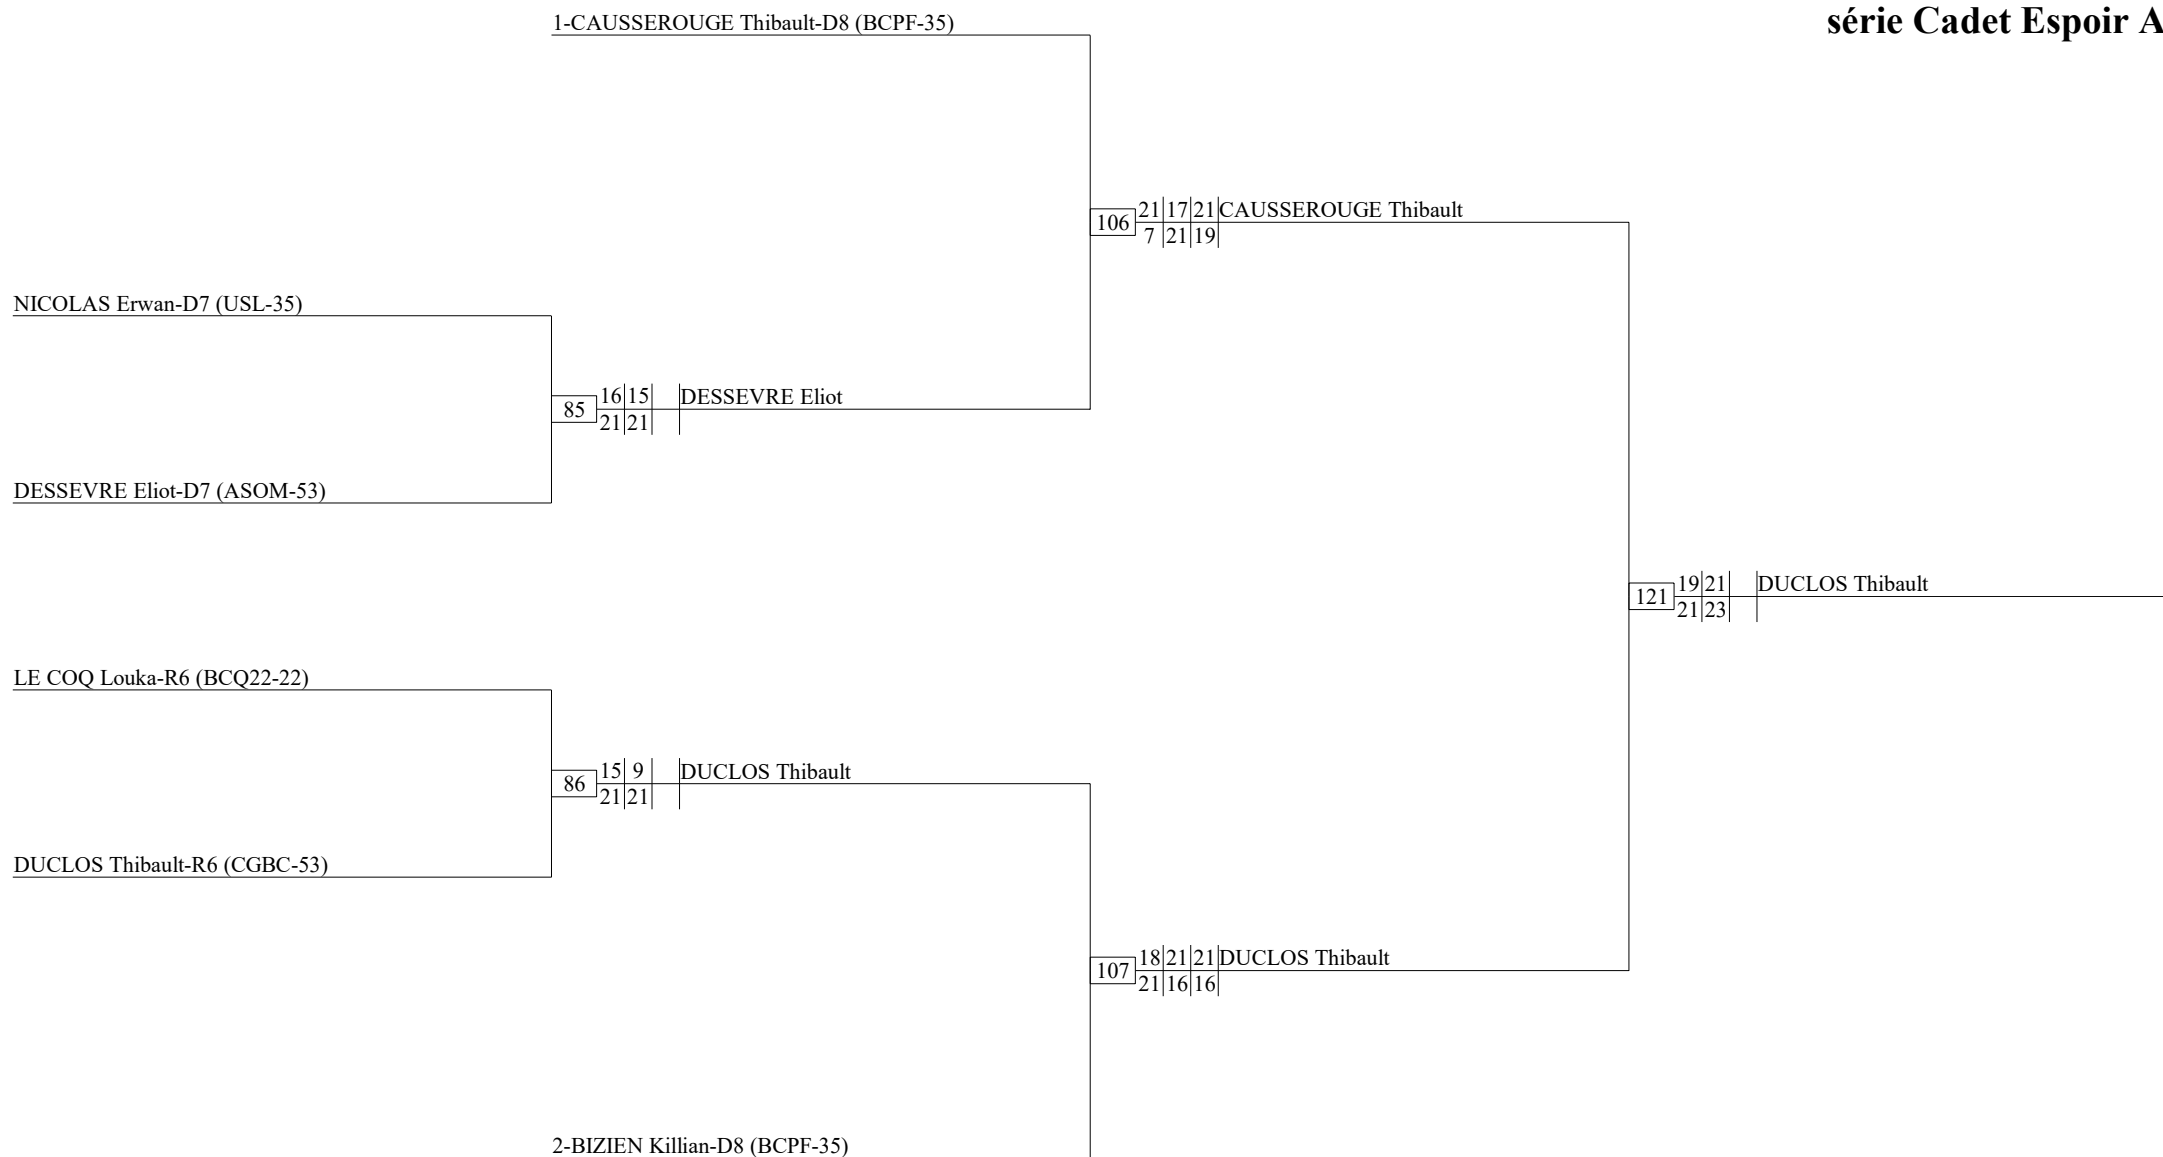 série Cadet Espoir A
1-CAUSSEROUGE Thibault-D8 (BCPF-35)
106 21 17 21 CAUSSEROUGE Thibault
7 21 19
NICOLAS Erwan-D7 (USL-35)
85 16 15 DESSEVRE Eliot
21 21
DESSEVRE Eliot-D7 (ASOM-53)
121 19 21 DUCLOS Thibault
21 23
LE COQ Louka-R6 (BCQ22-22)
86 15 9 DUCLOS Thibault
21 21
DUCLOS Thibault-R6 (CGBC-53)
107 18 21 21 DUCLOS Thibault
21 16 16
2-BIZIEN Killian-D8 (BCPF-35)